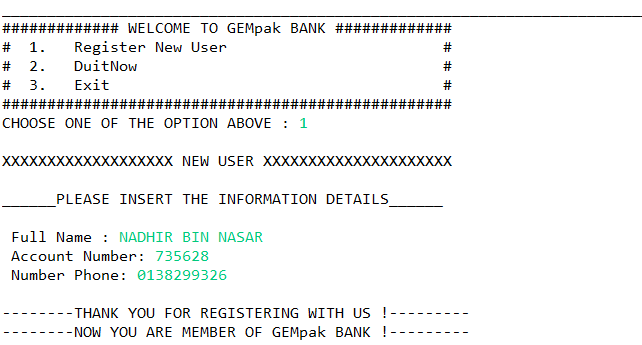 ############# WELCOME TO GEMpak BANK #############
#  1.   Register New User                        #
#  2.   DuitNow                                  #
#  3.   Exit                                     #
##################################################
CHOOSE ONE OF THE OPTION ABOVE : 1
XXXXXXXXXXXXXXXXXXX NEW USER XXXXXXXXXXXXXXXXXXXXX
______PLEASE INSERT THE INFORMATION DETAILS______
Full Name : NADHIR BIN NASAR
Account Number: 735628
Number Phone: 0138299326
--------THANK YOU FOR REGISTERING WITH US !---------
--------NOW YOU ARE MEMBER OF GEMpak BANK !---------